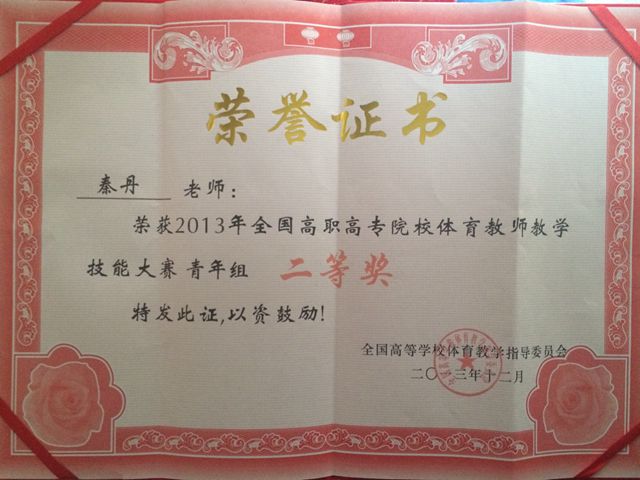 荣誉证书
秦丹 老师：
荣获2013年全国高职高专院校体育教师教学
技能大赛 青年组 二等奖
特发此证,以资鼓励!
全国高等学校体育教学指导委员会
二〇一三年十二月